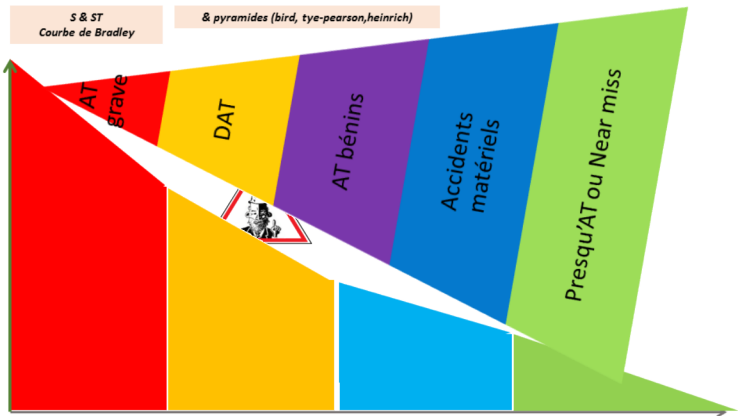 S & ST
Courbe de Bradley
& pyramides (bird, tye-pearson,heinrich)
AT
grave
DAT
AT bénins
Accidents
matériels
Presqu'AT ou Near miss